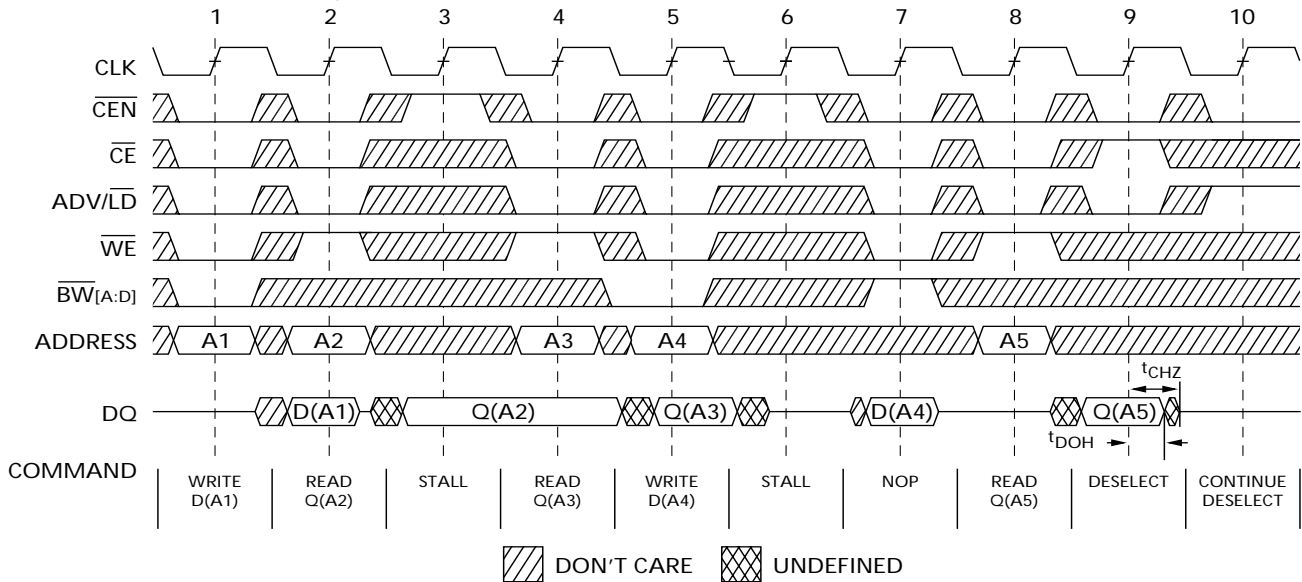 1 2 3 4 5 6 7 8 9 10
CLK
CEN
CE
ADV/LD
WE
BW[A:D]
ADDRESS A1 A2 A3 A4 A5
tCHZ
DQ D(A1) Q(A2) Q(A3) D(A4) Q(A5)
tDOH
COMMAND
WRITE READ STALL READ WRITE STALL NOP READ DESELECT CONTINUE
D(A1) Q(A2) Q(A3) D(A4) Q(A5) DESELECT
DON'T CARE UNDEFINED